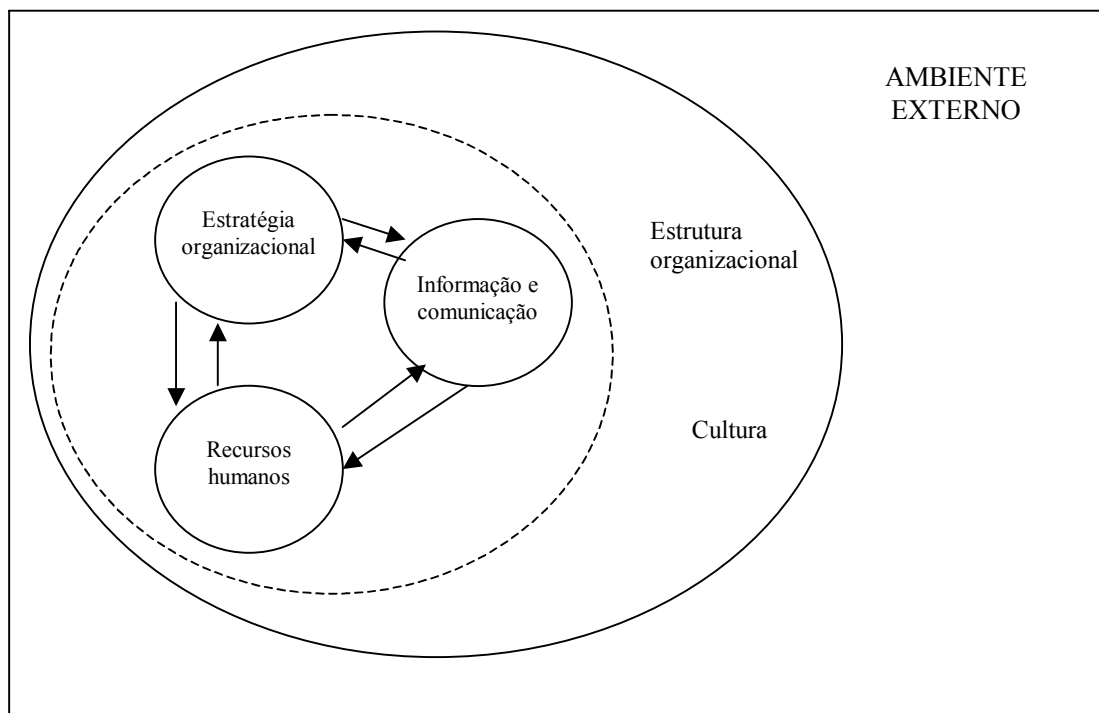 AMBIENTE
EXTERNO
Estratégia
organizacional
Estrutura
organizacional
Informação e
comunicação
Cultura
Recursos
humanos